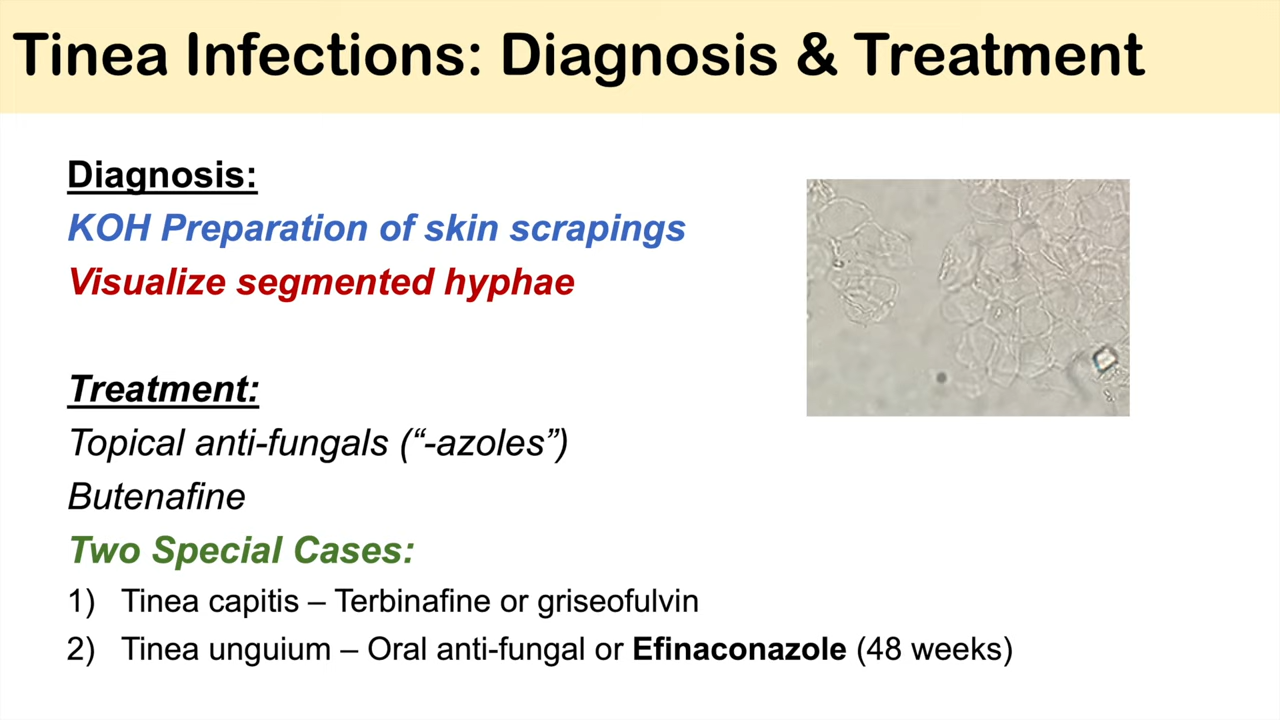 Tinea Infections: Diagnosis & Treatment
Diagnosis:
KOH Preparation of skin scrapings
Visualize segmented hyphae
Treatment:
Topical anti-fungals (“-azoles”)
Butenafine
Two Special Cases:
1) Tinea capitis – Terbinafine or griseofulvin
2) Tinea unguium – Oral anti-fungal or Efinaconazole (48 weeks)